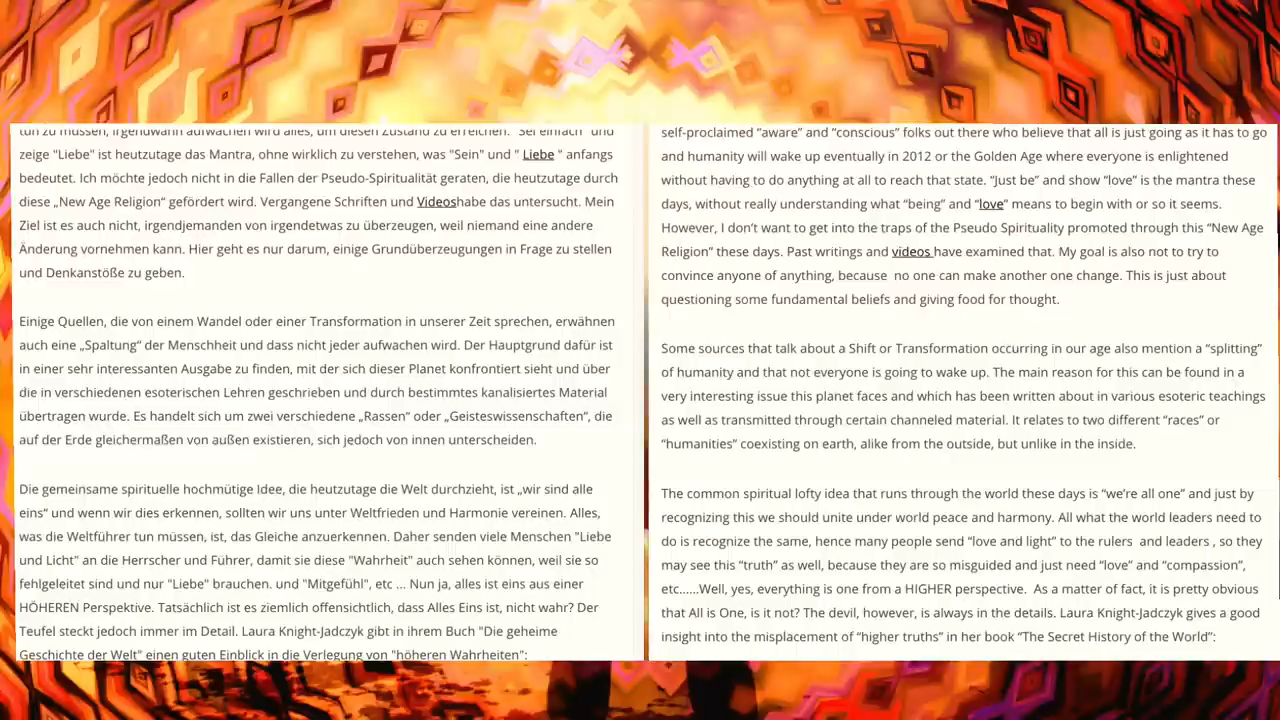 tun zu müssen, irgendwann aufwachen wird alles, um diesen Zustand zu erreichen. "Sei einfach" und
zeige "Liebe" ist heutzutage das Mantra, ohne wirklich zu verstehen, was "Sein" und " Liebe " anfangs
bedeutet. Ich möchte jedoch nicht in die Fallen der Pseudo-Spiritualität geraten, die heutzutage durch
diese „New Age Religion“ gefördert wird. Vergangene Schriften und Videoshabe das untersucht. Mein
Ziel ist es auch nicht, irgendjemanden von irgendetwas zu überzeugen, weil niemand eine andere
Änderung vornehmen kann. Hier geht es nur darum, einige Grundüberzeugungen in Frage zu stellen
und Denkanstöße zu geben.
Einige Quellen, die von einem Wandel oder einer Transformation in unserer Zeit sprechen, erwähnen
auch eine „Spaltung“ der Menschheit und dass nicht jeder aufwachen wird. Der Hauptgrund dafür ist
in einer sehr interessanten Ausgabe zu finden, mit der sich dieser Planet konfrontiert sieht und über
die in verschiedenen esoterischen Lehren geschrieben und durch bestimmtes kanalisiertes Material
übertragen wurde. Es handelt sich um zwei verschiedene „Rassen“ oder „Geisteswissenschaften“, die
auf der Erde gleichermaßen von außen existieren, sich jedoch von innen unterscheiden.
Die gemeinsame spirituelle hochmütige Idee, die heutzutage die Welt durchzieht, ist „wir sind alle
eins“ und wenn wir dies erkennen, sollten wir uns unter Weltfrieden und Harmonie vereinen. Alles,
was die Weltführer tun müssen, ist, das Gleiche anzuerkennen. Daher senden viele Menschen "Liebe
und Licht" an die Herrscher und Führer, damit sie diese "Wahrheit" auch sehen können, weil sie so
fehlgeleitet sind und nur "Liebe" brauchen. und "Mitgefühl", etc ... Nun ja, alles ist eins aus einer
HÖHEREN Perspektive. Tatsächlich ist es ziemlich offensichtlich, dass Alles Eins ist, nicht wahr? Der
Teufel steckt jedoch immer im Detail. Laura Knight-Jadczyk gibt in ihrem Buch "Die geheime
Geschichte der Welt" einen guten Einblick in die Verlegung von "höheren Wahrheiten":
self-proclaimed “aware” and “conscious” folks out there who believe that all is just going as it has to go
and humanity will wake up eventually in 2012 or the Golden Age where everyone is enlightened
without having to do anything at all to reach that state. “Just be” and show “love” is the mantra these
days, without really understanding what “being” and “love” means to begin with or so it seems.
However, I don’t want to get into the traps of the Pseudo Spirituality promoted through this “New Age
Religion” these days. Past writings and videos have examined that. My goal is also not to try to
convince anyone of anything, because  no one can make another one change. This is just about
questioning some fundamental beliefs and giving food for thought.
Some sources that talk about a Shift or Transformation occurring in our age also mention a “splitting”
of humanity and that not everyone is going to wake up. The main reason for this can be found in a
very interesting issue this planet faces and which has been written about in various esoteric teachings
as well as transmitted through certain channeled material. It relates to two different “races” or
“humanities” coexisting on earth, alike from the outside, but unlike in the inside.
The common spiritual lofty idea that runs through the world these days is “we’re all one” and just by
recognizing this we should unite under world peace and harmony. All what the world leaders need to
do is recognize the same, hence many people send “love and light” to the rulers  and leaders , so they
may see this “truth” as well, because they are so misguided and just need “love” and “compassion”,
etc......Well, yes, everything is one from a HIGHER perspective.  As a matter of fact, it is pretty obvious
that All is One, is it not? The devil, however, is always in the details. Laura Knight-Jadczyk gives a good
insight into the misplacement of “higher truths” in her book “The Secret History of the World”: